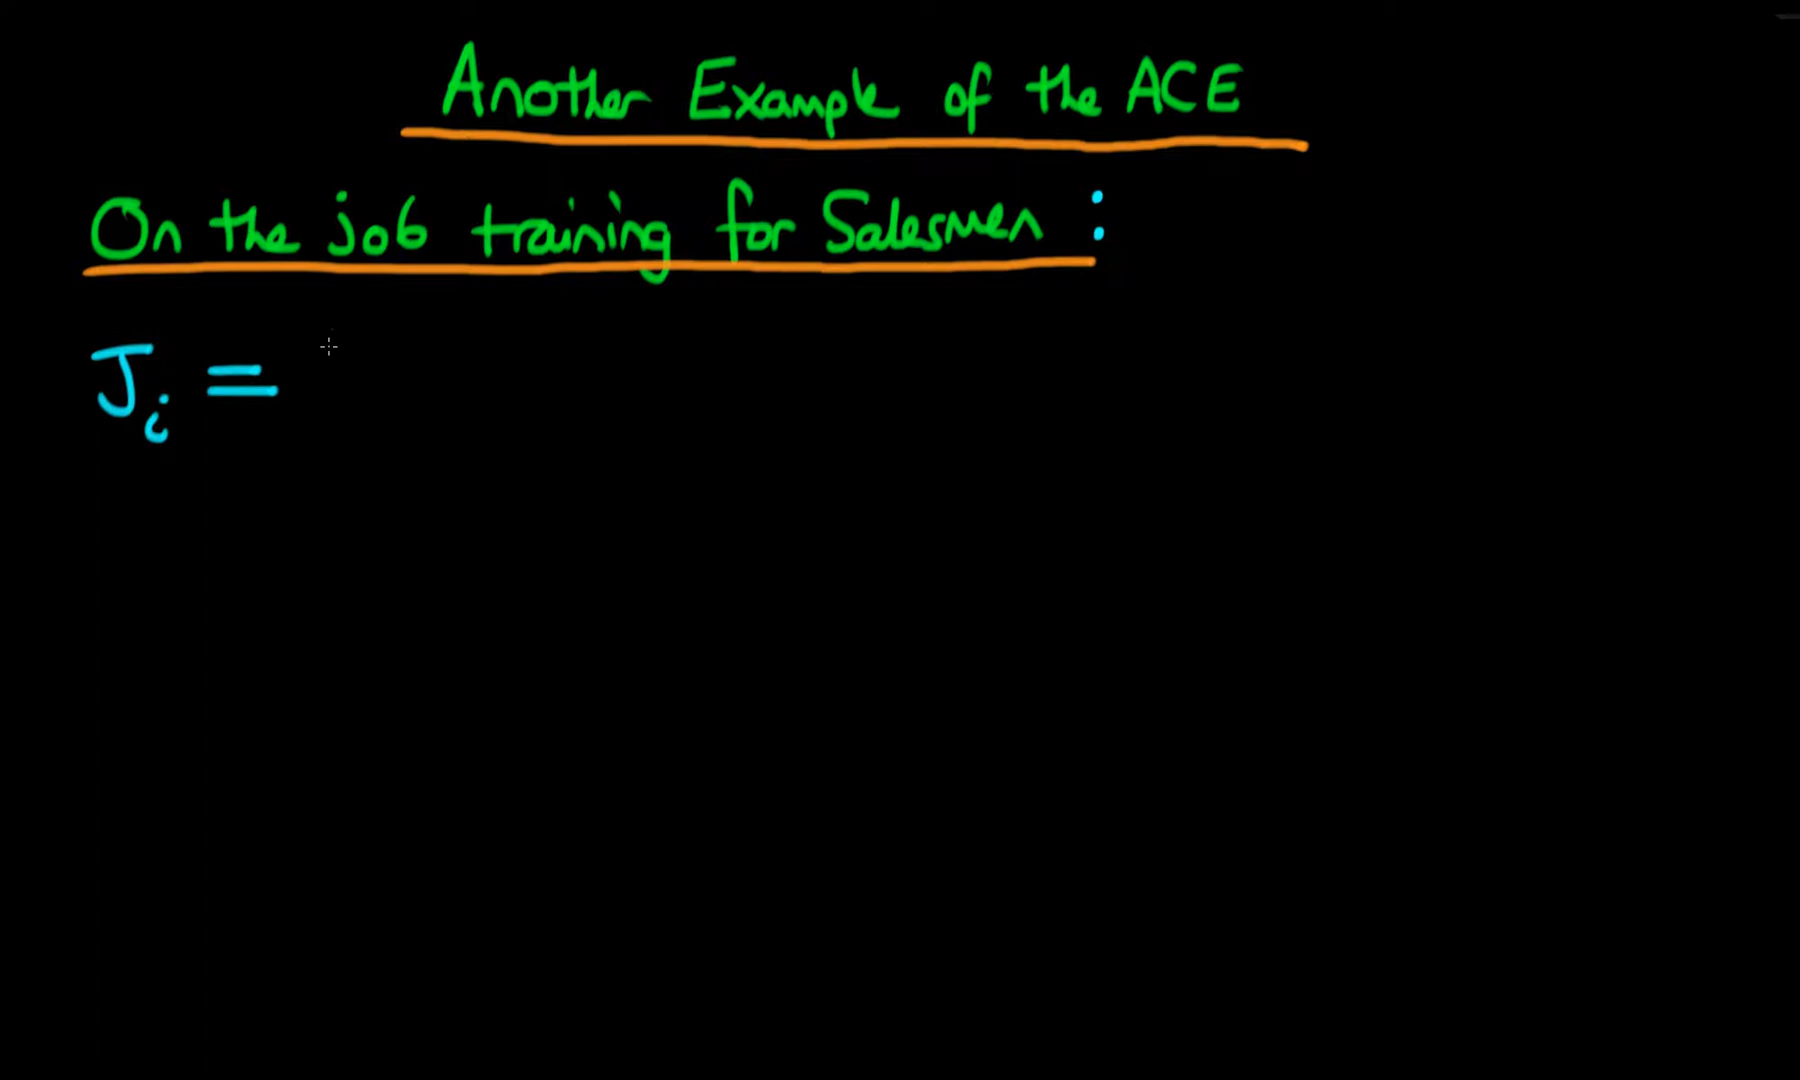 Another Example of the ACE
On the job training for Salesmen :
Jᵢ =